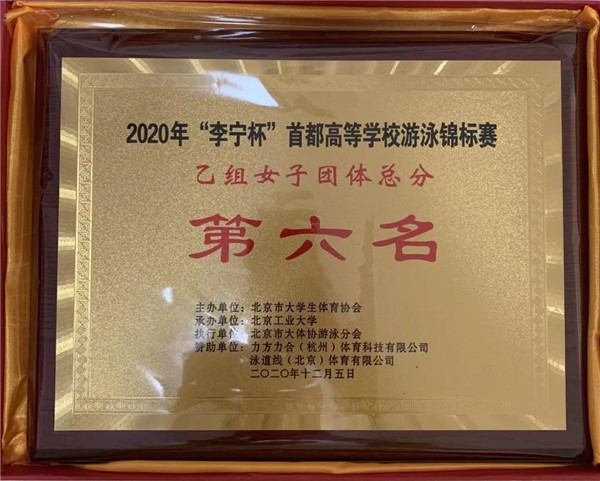 2020年“李宁杯”首都高等学校游泳锦标赛
乙组女子团体总分
第六名
主办单位：北京市大学生体育协会
承办单位：北京工业大学
执行单位：北京市大体协游泳分会
赞助单位：力方力合（杭州）体育科技有限公司
泳道线（北京）体育有限公司
二〇二〇年十二月五日